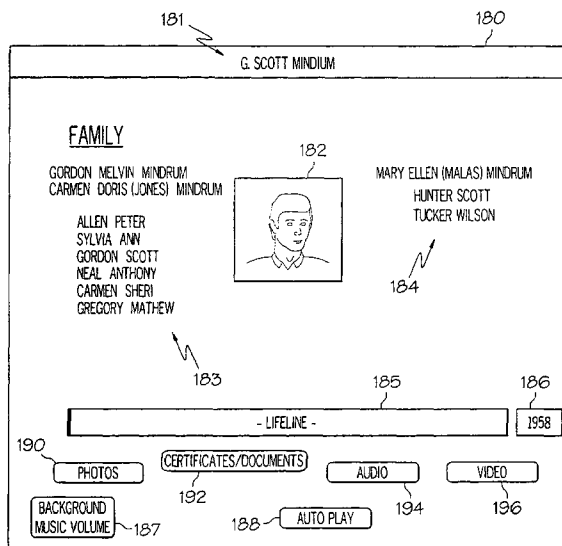 181
180
G. SCOTT MINDIUM
FAMILY
182
GORDON MELVIN MINDRUM
CARMEN DORIS (JONES) MINDRUM
MARY ELLEN (MALAS) MINDRUM
HUNTER SCOTT
TUCKER WILSON
ALLEN PETER
SYLVIA ANN
GORDON SCOTT
NEAL ANTHONY
CARMEN SHERI
GREGORY MATHEW
184
183
185
186
- LIFELINE -
1958
190
PHOTOS
CERTIFICATES/DOCUMENTS
AUDIO
VIDEO
192
194
196
BACKGROUND
MUSIC VOLUME
187
188
AUTO PLAY